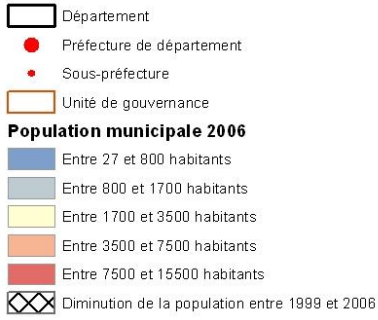 Département
Préfecture de département
Sous-préfecture
Unité de gouvernance
Population municipale 2006
Entre 27 et 800 habitants
Entre 800 et 1700 habitants
Entre 1700 et 3500 habitants
Entre 3500 et 7500 habitants
Entre 7500 et 15500 habitants
Diminution de la population entre 1999 et 2006